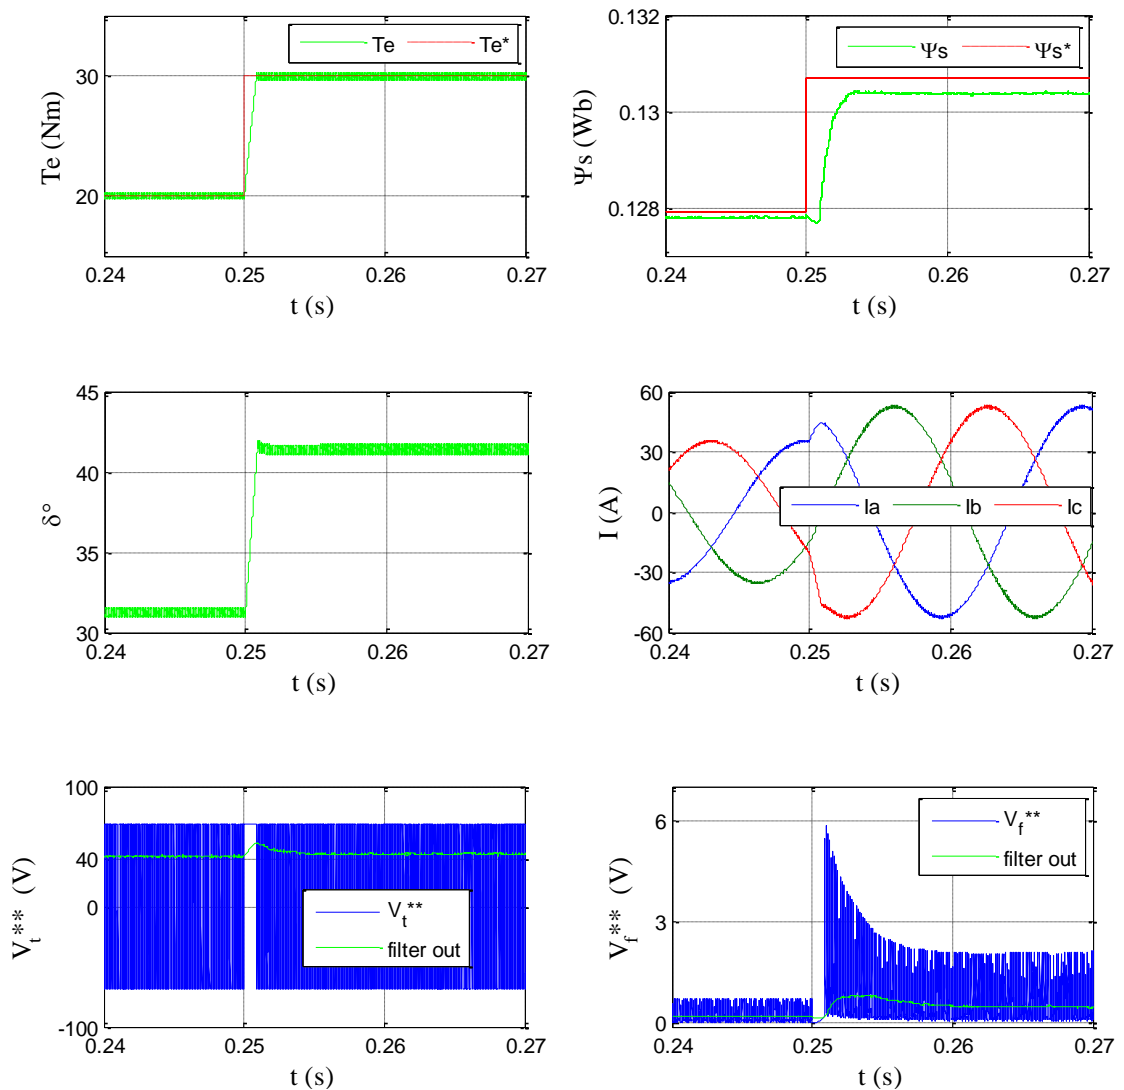 Te (Nm)
30
20
Te
Te*
0.24
0.25
0.26
0.27
t (s)
Ψs (Wb)
0.132
0.13
0.128
Ψs
Ψs*
0.24
0.25
0.26
0.27
t (s)
δ°
45
40
35
30
0.24
0.25
0.26
0.27
t (s)
I (A)
60
30
0
-30
-60
Ia
Ib
Ic
0.24
0.25
0.26
0.27
t (s)
Vt** (V)
100
40
0
-100
Vt**
filter out
0.24
0.25
0.26
0.27
t (s)
Vf** (V)
6
3
0
Vf**
filter out
0.24
0.25
0.26
0.27
t (s)